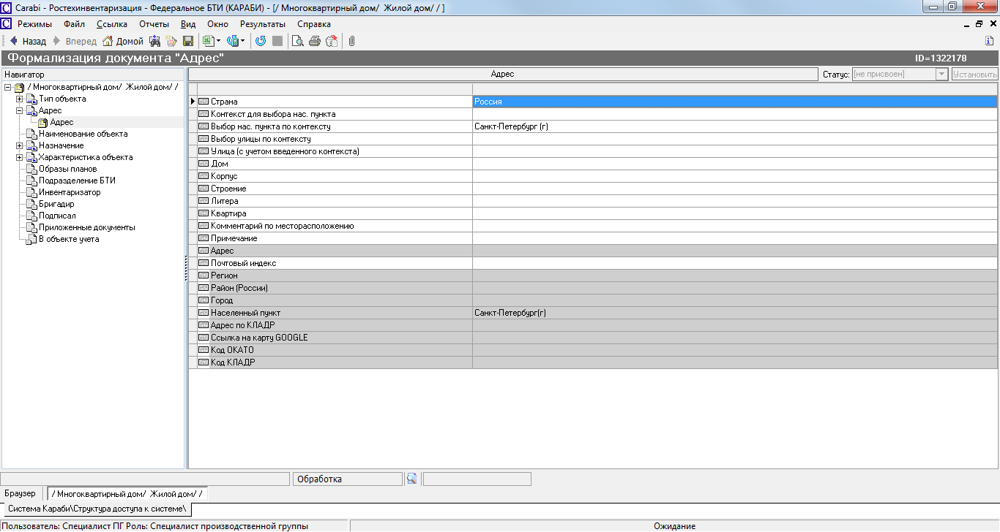 Carabi - Ростехинвентаризация - Федеральное БТИ (КАРАБИ) - [/ Многоквартирный дом/ Жилой дом/ / ]
Режимы Файл Ссылка Отчеты Вид Окно Результаты Справка
Назад Вперед Домой
Формализация документа "Адрес" ID=1322178
Навигатор
/ Многоквартирный дом/ Жилой дом/ /
Тип объекта
Адрес
Адрес
Наименование объекта
Назначение
Характеристика объекта
Образы планов
Подразделение БТИ
Инвентаризатор
Бригадир
Подписал
Приложенные документы
В объекте учета
Адрес Статус: [не присвоен] Установить
Страна Россия
Контекст для выбора нас. пункта
Выбор нас. пункта по контексту Санкт-Петербург (г)
Выбор улицы по контексту
Улица (с учетом введенного контекста)
Дом
Корпус
Строение
Литера
Квартира
Комментарий по месторасположению
Примечание
Адрес
Почтовый индекс
Регион
Район (России)
Город
Населенный пункт Санкт-Петербург(г)
Адрес по КЛАДР
Ссылка на карту GOOGLE
Код ОКАТО
Код КЛАДР
Обработка
Браузер / Многоквартирный дом/ Жилой дом/ /
Система Караби\Структура доступа к системе\
Пользователь: Специалист ПГ Роль: Специалист производственной группы Ожидание